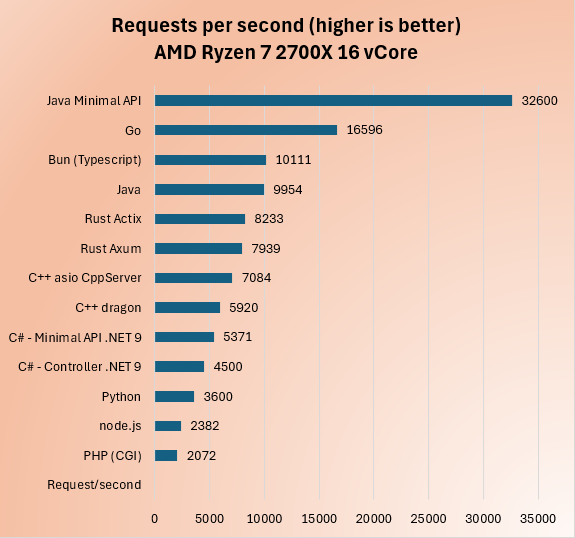 Requests per second (higher is better)
AMD Ryzen 7 2700X 16 vCore
Java Minimal API 32600
Go 16596
Bun (Typescript) 10111
Java 9954
Rust Actix 8233
Rust Axum 7939
C++ asio CppServer 7084
C++ dragon 5920
C# - Minimal API .NET 9 5371
C# - Controller .NET 9 4500
Python 3600
node.js 2382
PHP (CGI) 2072
Request/second
0 5000 10000 15000 20000 25000 30000 35000